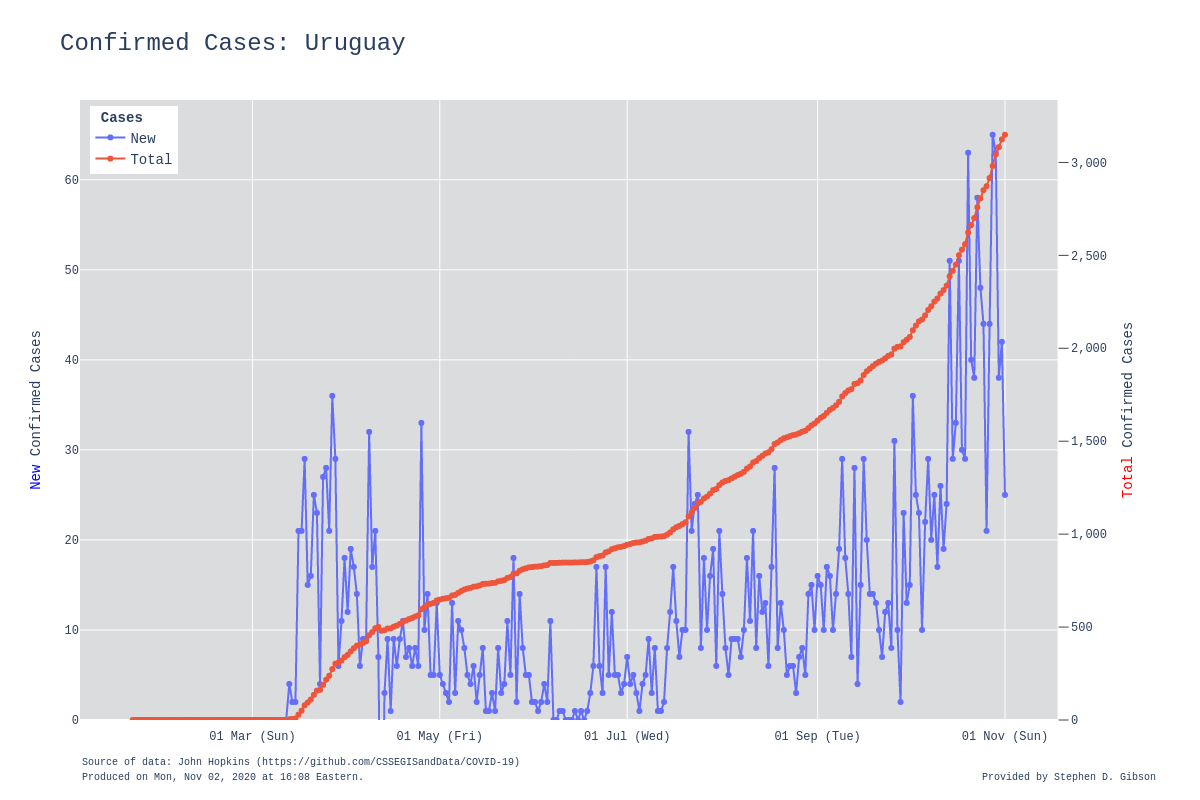 Confirmed Cases: Uruguay
Cases
New
Total
60
50
40
30
20
10
0
3,000
2,500
2,000
1,500
1,000
500
0
New Confirmed Cases
Total Confirmed Cases
01 Mar (Sun)
01 May (Fri)
01 Jul (Wed)
01 Sep (Tue)
01 Nov (Sun)
Source of data: John Hopkins (https://github.com/CSSEGISandData/COVID-19)
Produced on Mon, Nov 02, 2020 at 16:08 Eastern.
Provided by Stephen D. Gibson